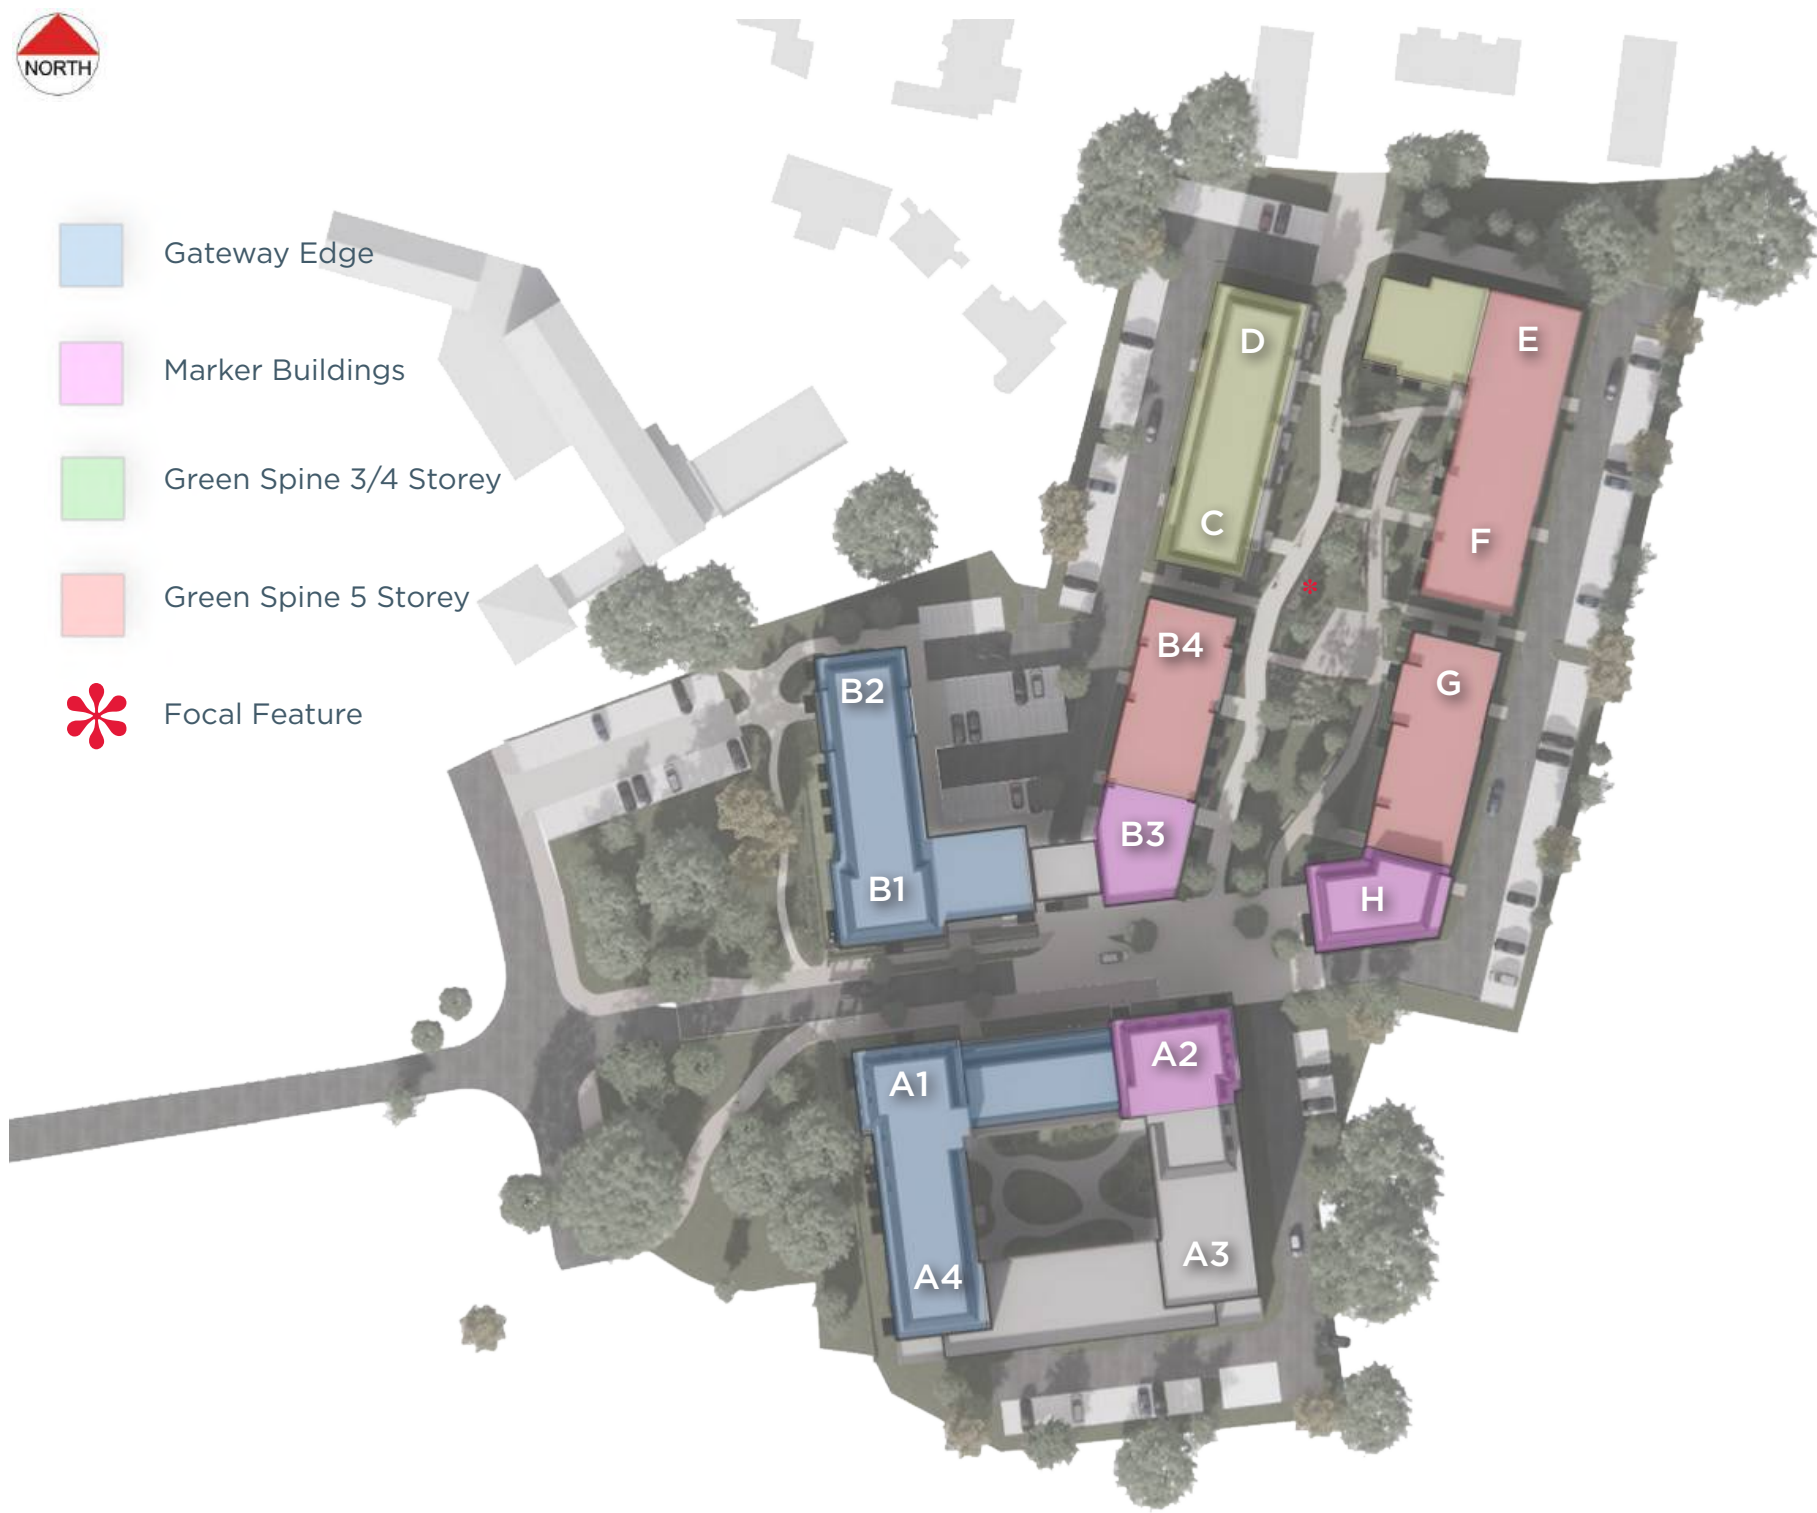 NORTH
Gateway Edge
Marker Buildings
Green Spine 3/4 Storey
Green Spine 5 Storey
Focal Feature
D
E
C
F
B4
G
B2
B3
B1
H
A2
A1
A3
A4